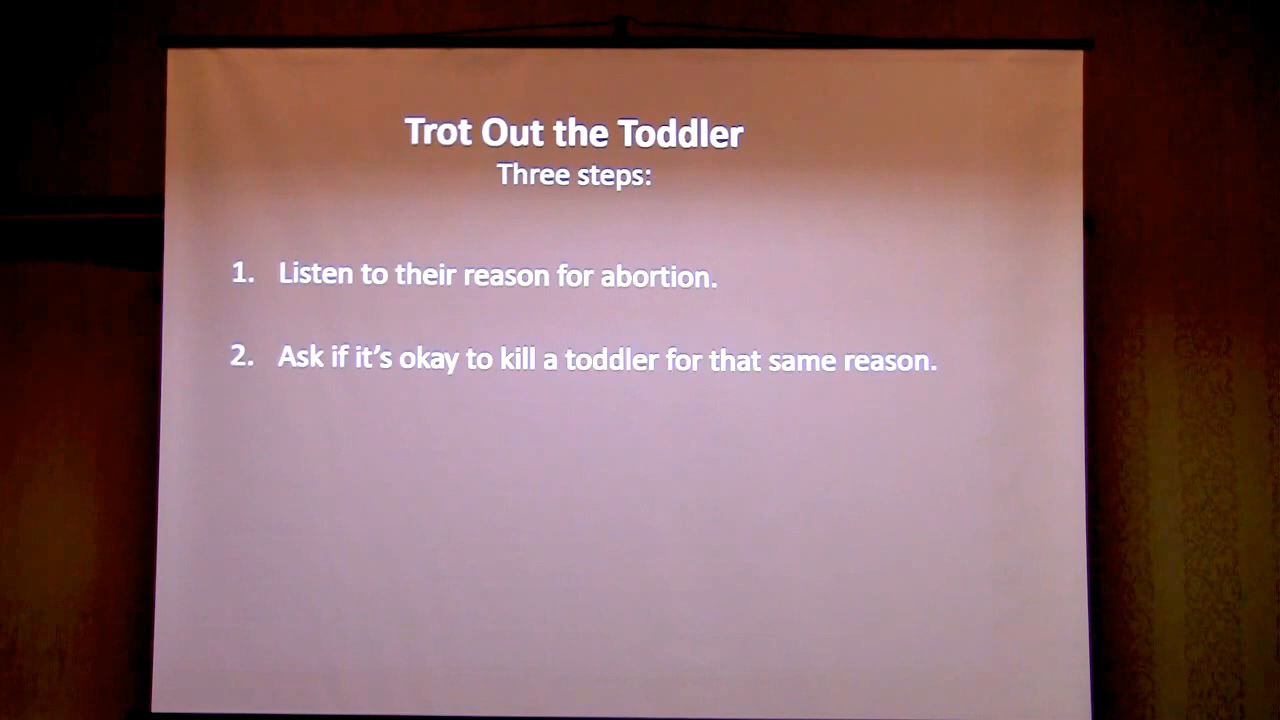 Trot Out the Toddler
Three steps:
1. Listen to their reason for abortion.
2. Ask if it’s okay to kill a toddler for that same reason.